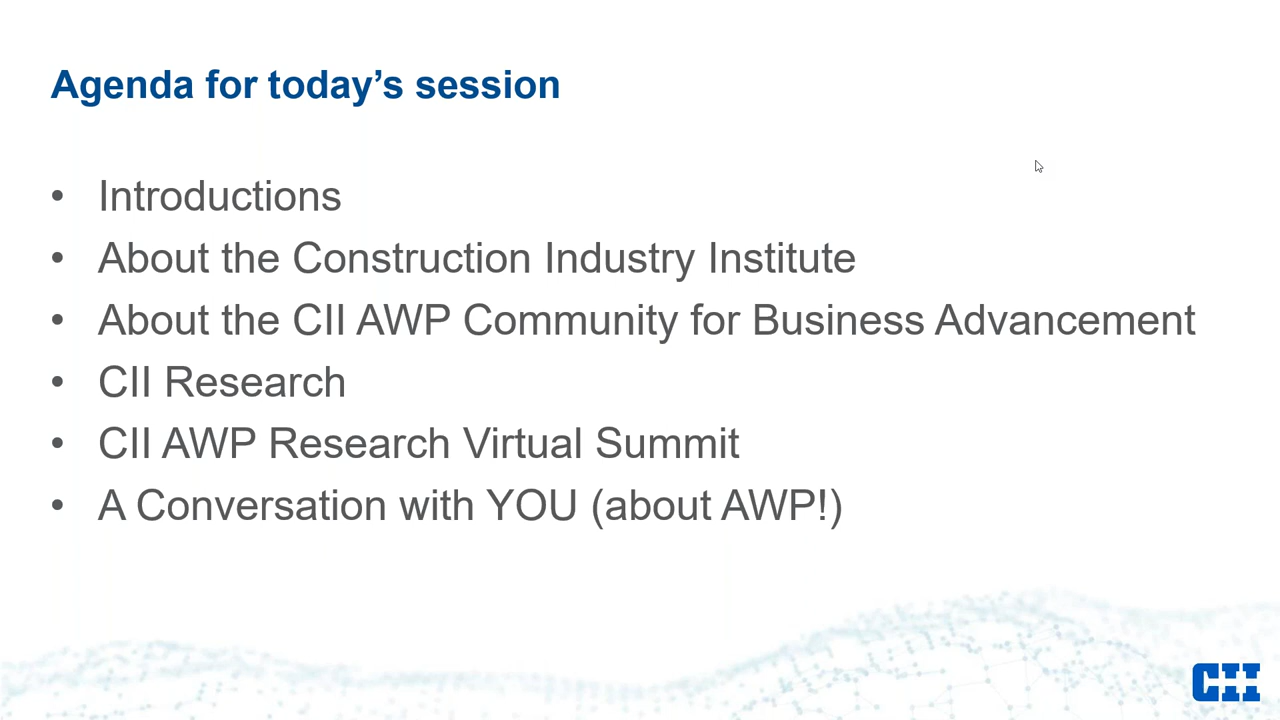 Agenda for today’s session
• Introductions
• About the Construction Industry Institute
• About the CII AWP Community for Business Advancement
• CII Research
• CII AWP Research Virtual Summit
• A Conversation with YOU (about AWP!)
CII